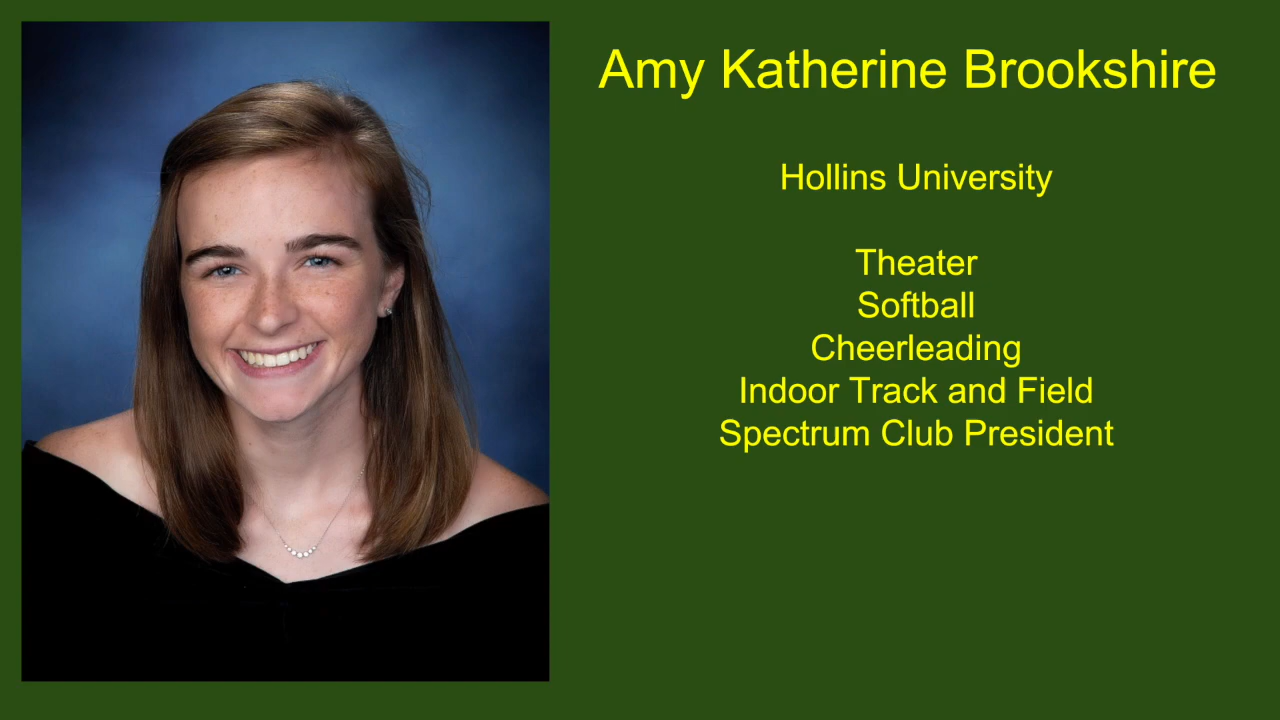 Amy Katherine Brookshire
Hollins University
Theater
Softball
Cheerleading
Indoor Track and Field
Spectrum Club President